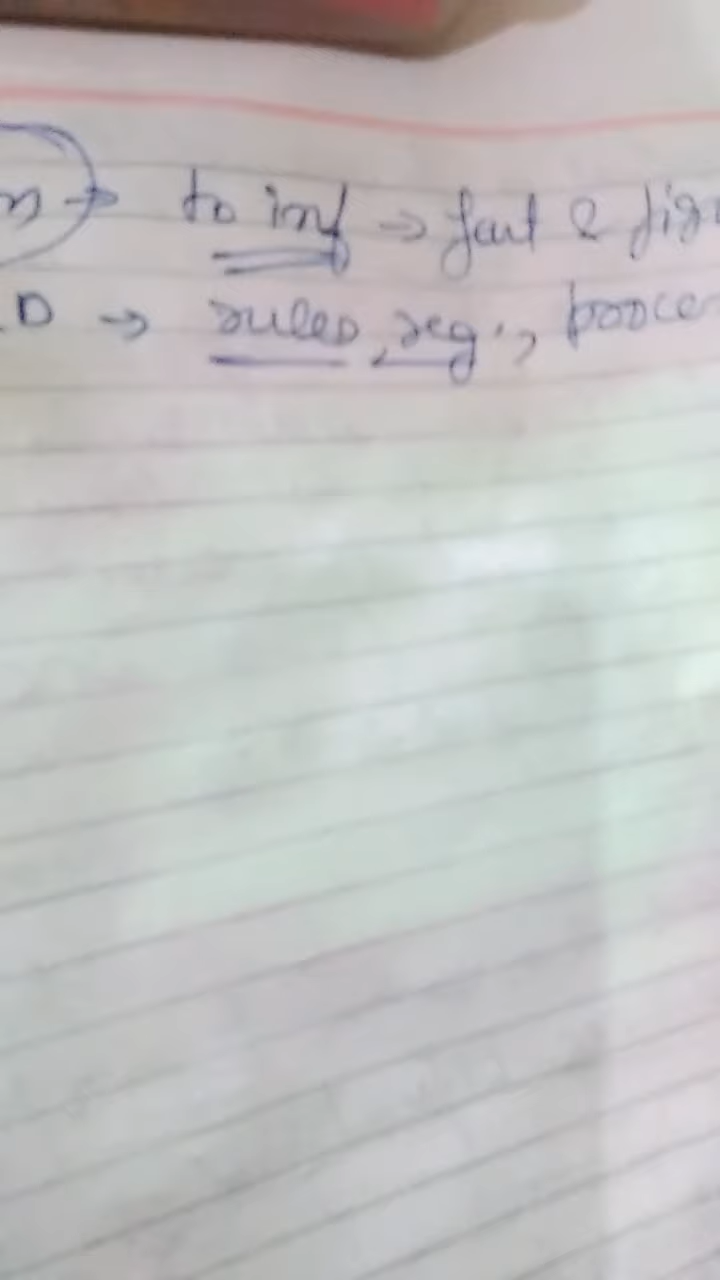 n → to inf → fact & fig
.D → rules, reg., proce